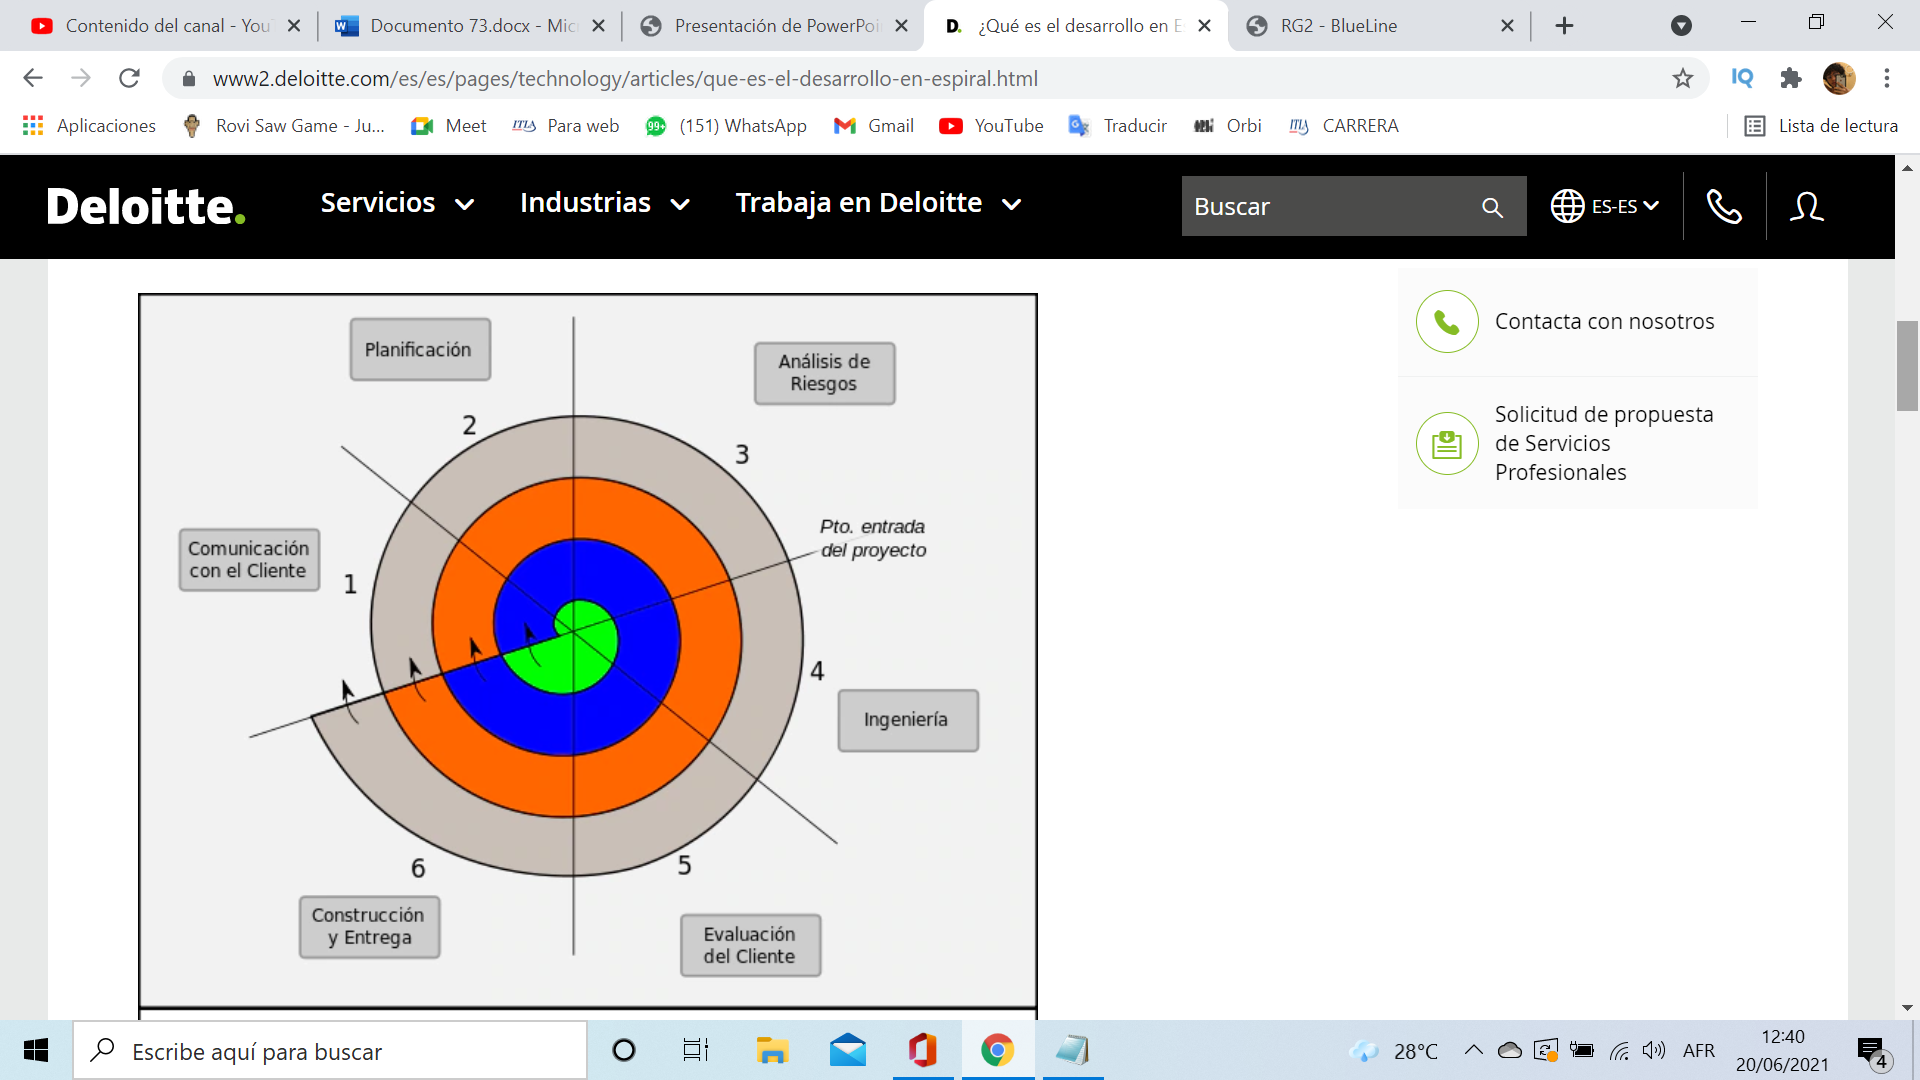 Contenido del canal - You
Documento 73.docx - Mic
Presentación de PowerPoi
D. ¿Qué es el desarrollo en E
RG2 - BlueLine
www2.deloitte.com/es/es/pages/technology/articles/que-es-el-desarrollo-en-espiral.html
IQ
Aplicaciones
Rovi Saw Game - Ju...
Meet
ITLA Para web
99+ (151) WhatsApp
Gmail
YouTube
Traducir
Orbi
CARRERA
Lista de lectura
Deloitte.
Servicios
Industrias
Trabaja en Deloitte
Buscar
ES-ES
Contacta con nosotros
Solicitud de propuesta
de Servicios
Profesionales
Planificación
Análisis de
Riesgos
2
3
Pto. entrada
del proyecto
Comunicación
con el Cliente
1
4
Ingeniería
6
5
Construcción
y Entrega
Evaluación
del Cliente
Escribe aquí para buscar
28°C
AFR
12:40
20/06/2021
4